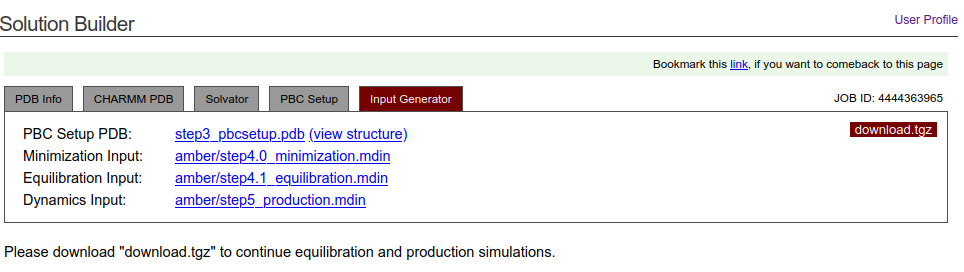 Solution Builder
User Profile
Bookmark this link, if you want to comeback to this page
PDB Info CHARMM PDB Solvator PBC Setup Input Generator JOB ID: 4444363965
PBC Setup PDB: step3_pbcsetup.pdb (view structure) download.tgz
Minimization Input: amber/step4.0_minimization.mdin
Equilibration Input: amber/step4.1_equilibration.mdin
Dynamics Input: amber/step5_production.mdin
Please download "download.tgz" to continue equilibration and production simulations.